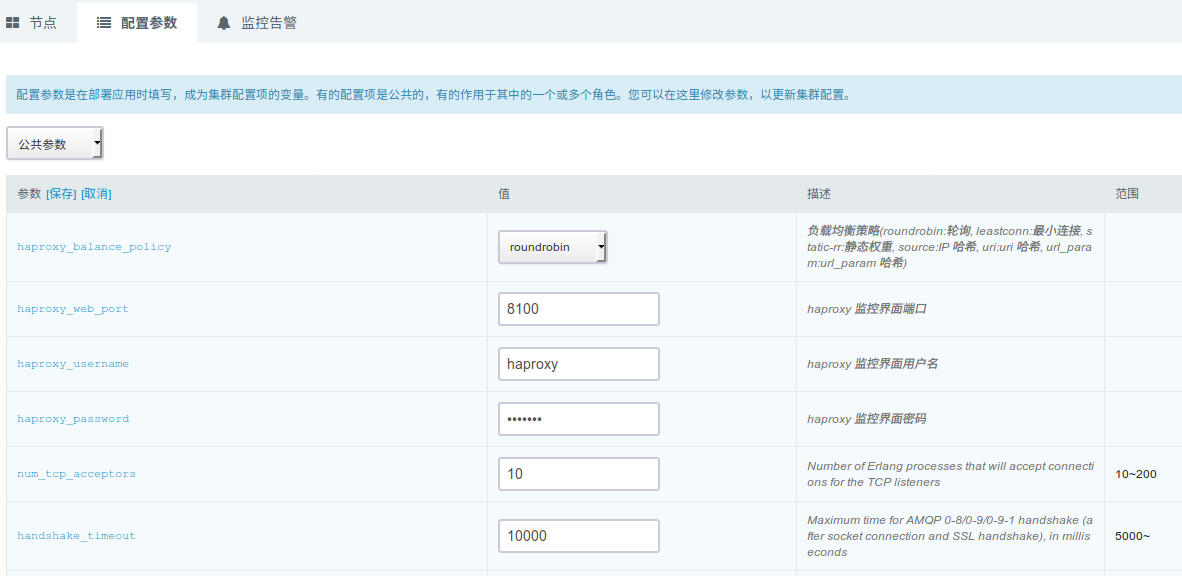 节点 配置参数 监控告警
配置参数是在部署应用时填写，成为集群配置项的变量。有的配置项是公共的，有的作用于其中的一个或多个角色。您可以在这里修改参数，以更新集群配置。
公共参数
参数 [保存] [取消] 值 描述 范围
haproxy_balance_policy
roundrobin
负载均衡策略(roundrobin:轮询, leastconn:最小连接, s
tatic-rr:静态权重, source:IP 哈希, uri:uri 哈希, url_para
m:url_param 哈希)
haproxy_web_port 8100 haproxy 监控界面端口
haproxy_username haproxy haproxy 监控界面用户名
haproxy_password ••••••• haproxy 监控界面密码
num_tcp_acceptors 10
Number of Erlang processes that will accept connecti
ons for the TCP listeners
10~200
handshake_timeout 10000
Maximum time for AMQP 0-8/0-9/0-9-1 handshake (a
fter socket connection and SSL handshake), in millis
econds
5000~